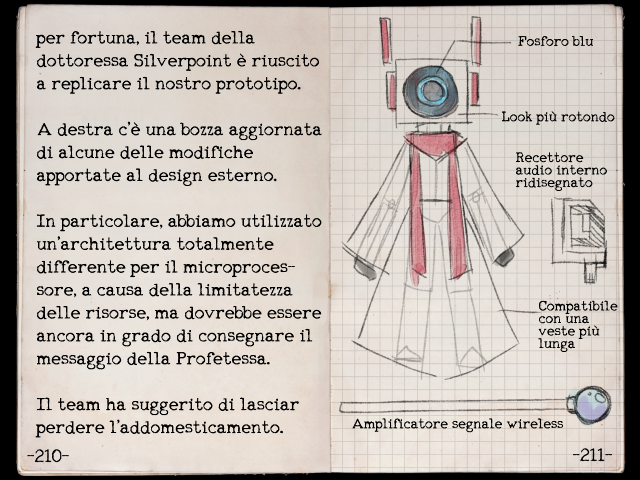 per fortuna, il team della
dottoressa Silverpoint è riuscito
a replicare il nostro prototipo.
A destra c'è una bozza aggiornata
di alcune delle modifiche
apportate al design esterno.
In particolare, abbiamo utilizzato
un'architettura totalmente
differente per il microproces-
sore, a causa della limitatezza
delle risorse, ma dovrebbe essere
ancora in grado di consegnare il
messaggio della Profetessa.
Il team ha suggerito di lasciar
perdere l'addomesticamento.
-210-
Fosforo blu
Look più rotondo
Recettore
audio interno
ridisegnato
Compatibile
con una
veste più
lunga
Amplificatore segnale wireless
-211-